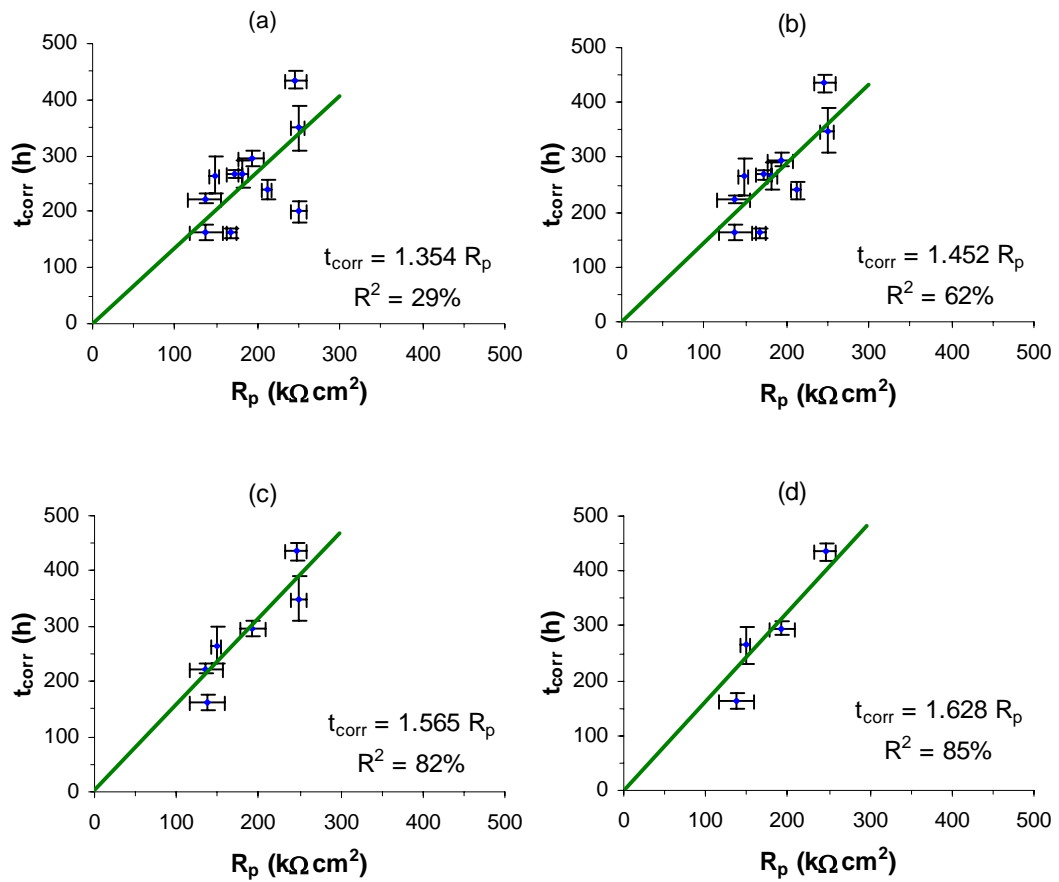 (a)
500
400
300
200
100
0
t_corr (h)
t_corr = 1.354 R_p
R² = 29%
0 100 200 300 400 500
R_p (kΩ cm²)
(b)
500
400
300
200
100
0
t_corr (h)
t_corr = 1.452 R_p
R² = 62%
0 100 200 300 400 500
R_p (kΩ cm²)
(c)
500
400
300
200
100
0
t_corr (h)
t_corr = 1.565 R_p
R² = 82%
0 100 200 300 400 500
R_p (kΩ cm²)
(d)
500
400
300
200
100
0
t_corr (h)
t_corr = 1.628 R_p
R² = 85%
0 100 200 300 400 500
R_p (kΩ cm²)